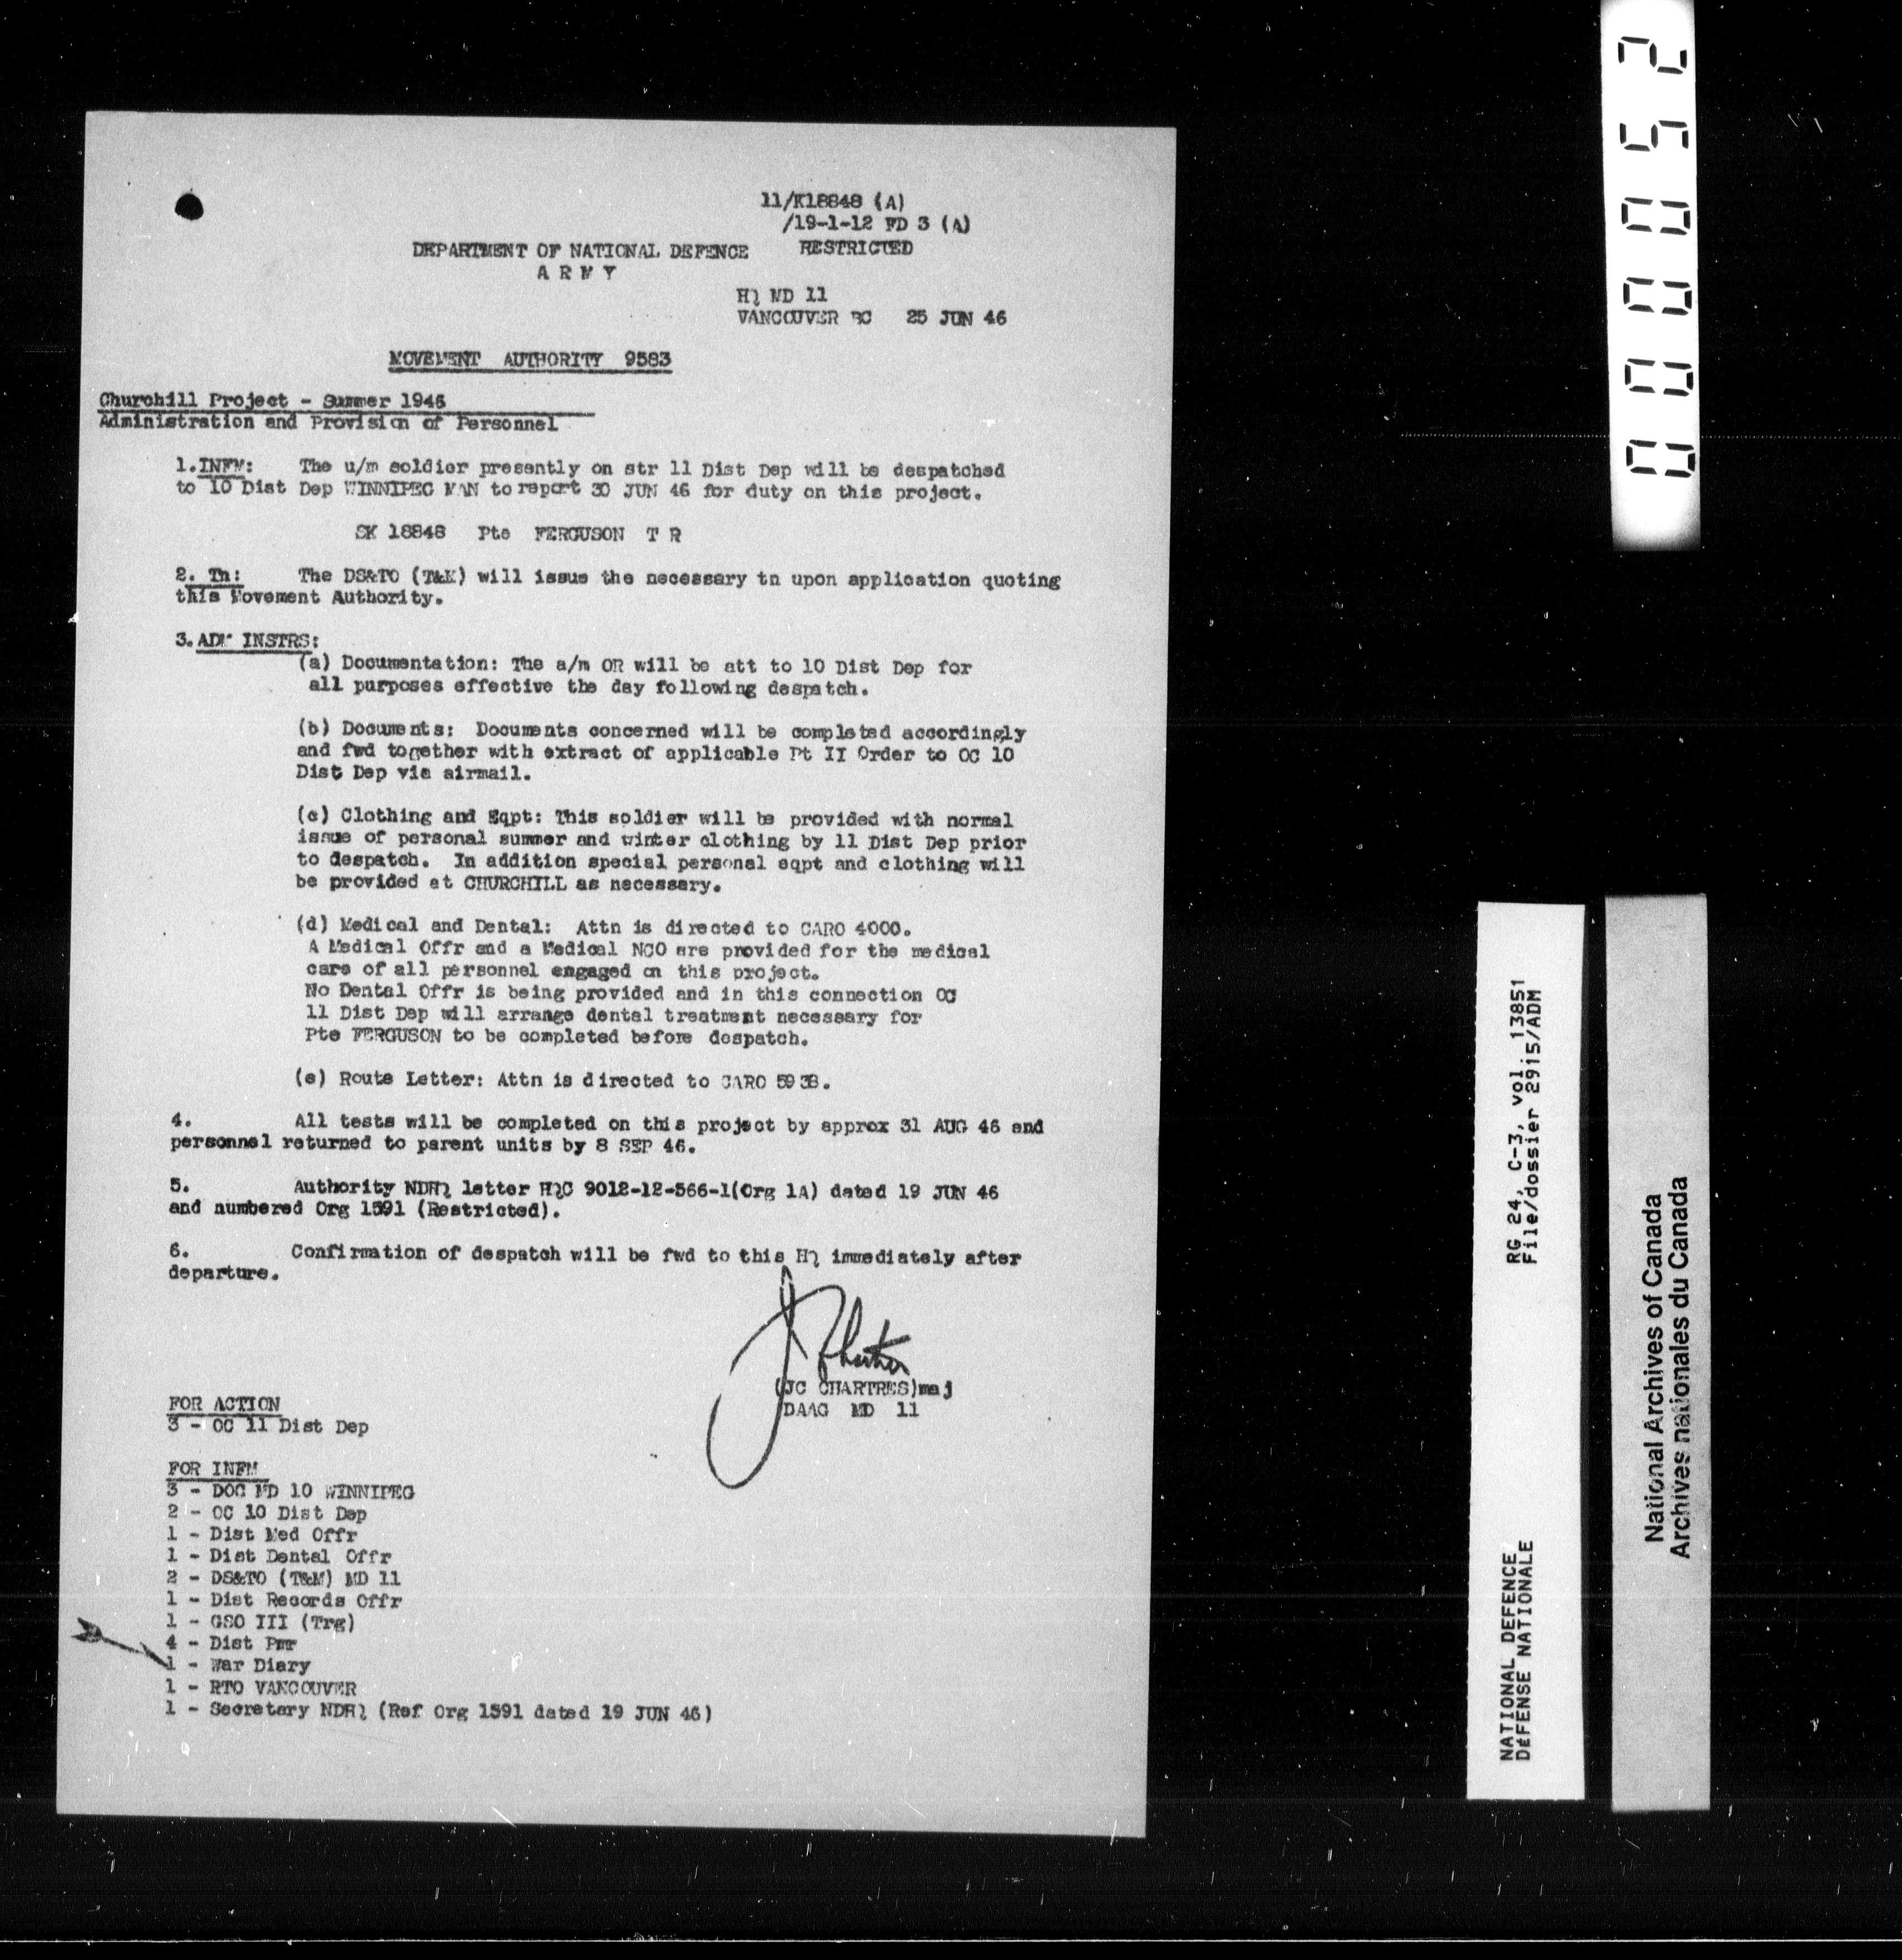 11/K18848 (A)
/19-1-12 FD 3 (A)
DEPARTMENT OF NATIONAL DEFENCE RESTRICTED
A R M Y
HQ MD 11
VANCOUVER BC 25 JUN 46
MOVEMENT AUTHORITY 9583
Churchill Project - Summer 1946
Administration and Provision of Personnel
1. INFM: The u/m soldier presently on str 11 Dist Dep will be despatched
to 10 Dist Dep WINNIPEG MAN to report 30 JUN 46 for duty on this project.
SK 18848 Pte FERGUSON T R
2. Tn: The DS&TO (T&M) will issue the necessary tn upon application quoting
this Movement Authority.
3. ADM INSTRS:
(a) Documentation: The a/m OR will be att to 10 Dist Dep for
all purposes effective the day following despatch.
(b) Documents: Documents concerned will be completed accordingly
and fwd together with extract of applicable Pt II Order to OC 10
Dist Dep via airmail.
(c) Clothing and Eqpt: This soldier will be provided with normal
issue of personal summer and winter clothing by 11 Dist Dep prior
to despatch. In addition special personal eqpt and clothing will
be provided at CHURCHILL as necessary.
(d) Medical and Dental: Attn is directed to CARO 4000.
A Medical Offr and a Medical NCO are provided for the medical
care of all personnel engaged on this project.
No Dental Offr is being provided and in this connection OC
11 Dist Dep will arrange dental treatment necessary for
Pte FERGUSON to be completed before despatch.
(e) Route Letter: Attn is directed to CARO 5938.
4. All tests will be completed on this project by approx 31 AUG 46 and
personnel returned to parent units by 8 SEP 46.
5. Authority NDHQ letter HQC 9012-12-566-1(Org 1A) dated 19 JUN 46
and numbered Org 1591 (Restricted).
6. Confirmation of despatch will be fwd to this HQ immediately after
departure.
(JC CHARTRES)maj
DAAG MD 11
FOR ACTION
3 - OC 11 Dist Dep
FOR INFM
3 - DOC MD 10 WINNIPEG
2 - OC 10 Dist Dep
1 - Dist Med Offr
1 - Dist Dental Offr
2 - DS&TO (T&M) MD 11
1 - Dist Records Offr
1 - GSO III (Trg)
4 - Dist Pmr
1 - War Diary
1 - RTO VANCOUVER
1 - Secretary NDHQ (Ref Org 1591 dated 19 JUN 46)
000052
NATIONAL DEFENCE RG 24, C-3, vol. 13851
DÉFENSE NATIONALE File/dossier 2915/ADM
National Archives of Canada
Archives nationales du Canada